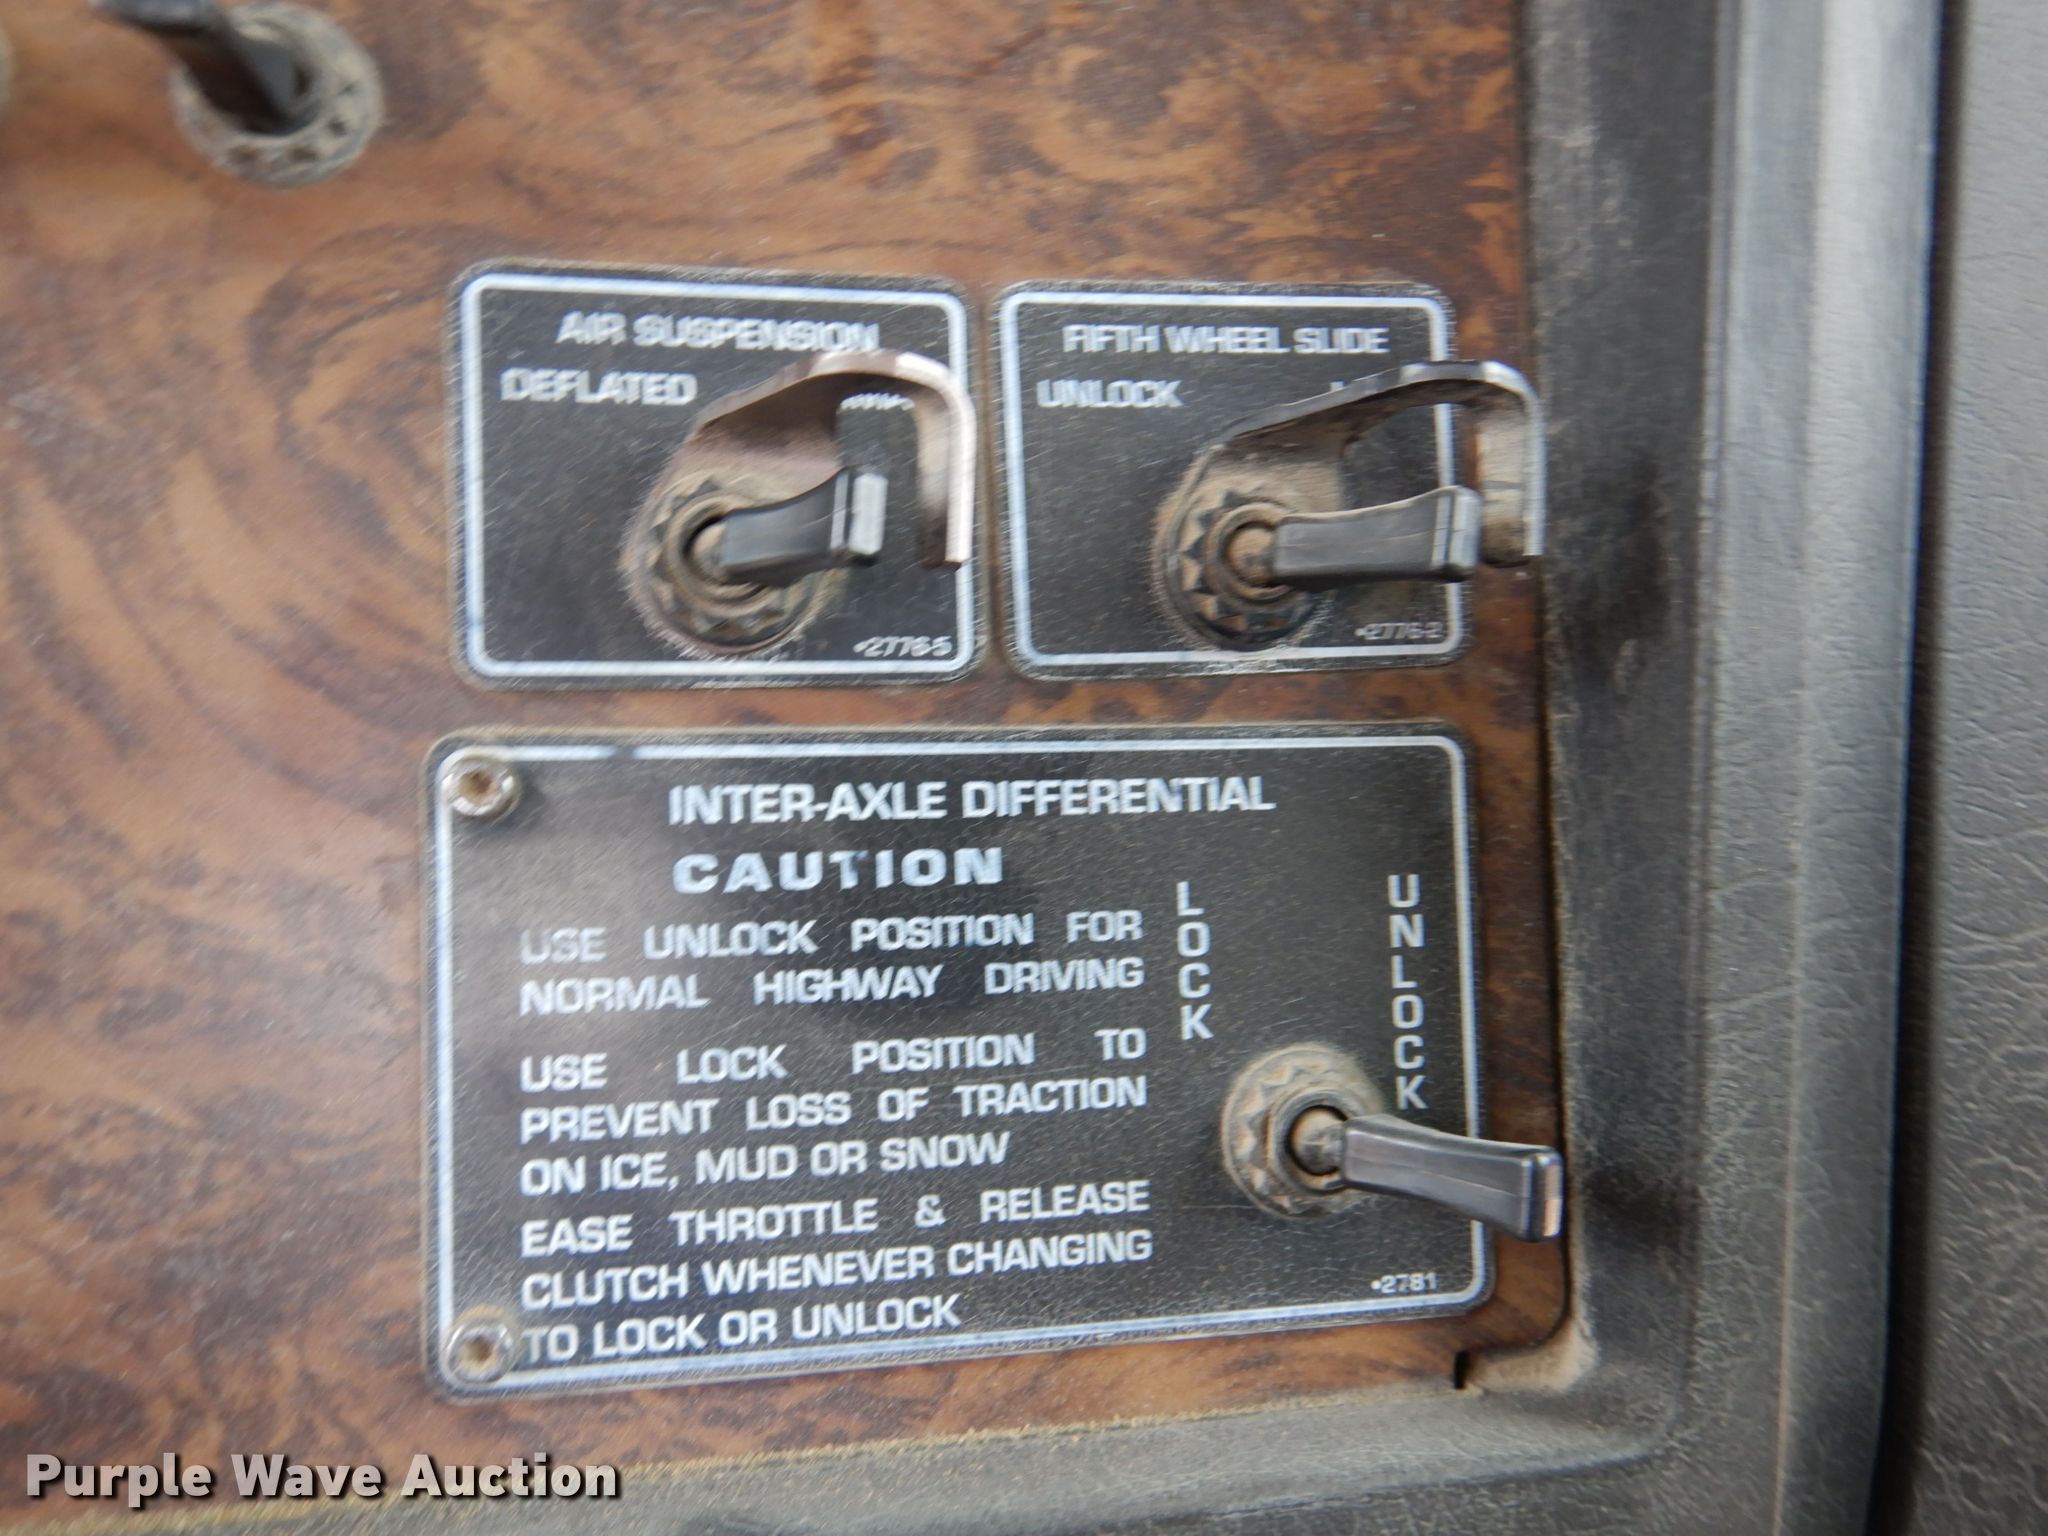 AIR SUSPENSION
DEFLATED
•2776-5
FIFTH WHEEL SLIDE
UNLOCK
•2776-2
INTER-AXLE DIFFERENTIAL
CAUTION
USE UNLOCK POSITION FOR
NORMAL HIGHWAY DRIVING
USE LOCK POSITION TO
PREVENT LOSS OF TRACTION
ON ICE, MUD OR SNOW
EASE THROTTLE & RELEASE
CLUTCH WHENEVER CHANGING
TO LOCK OR UNLOCK
LOCK
UNLOCK
•2781
Purple Wave Auction